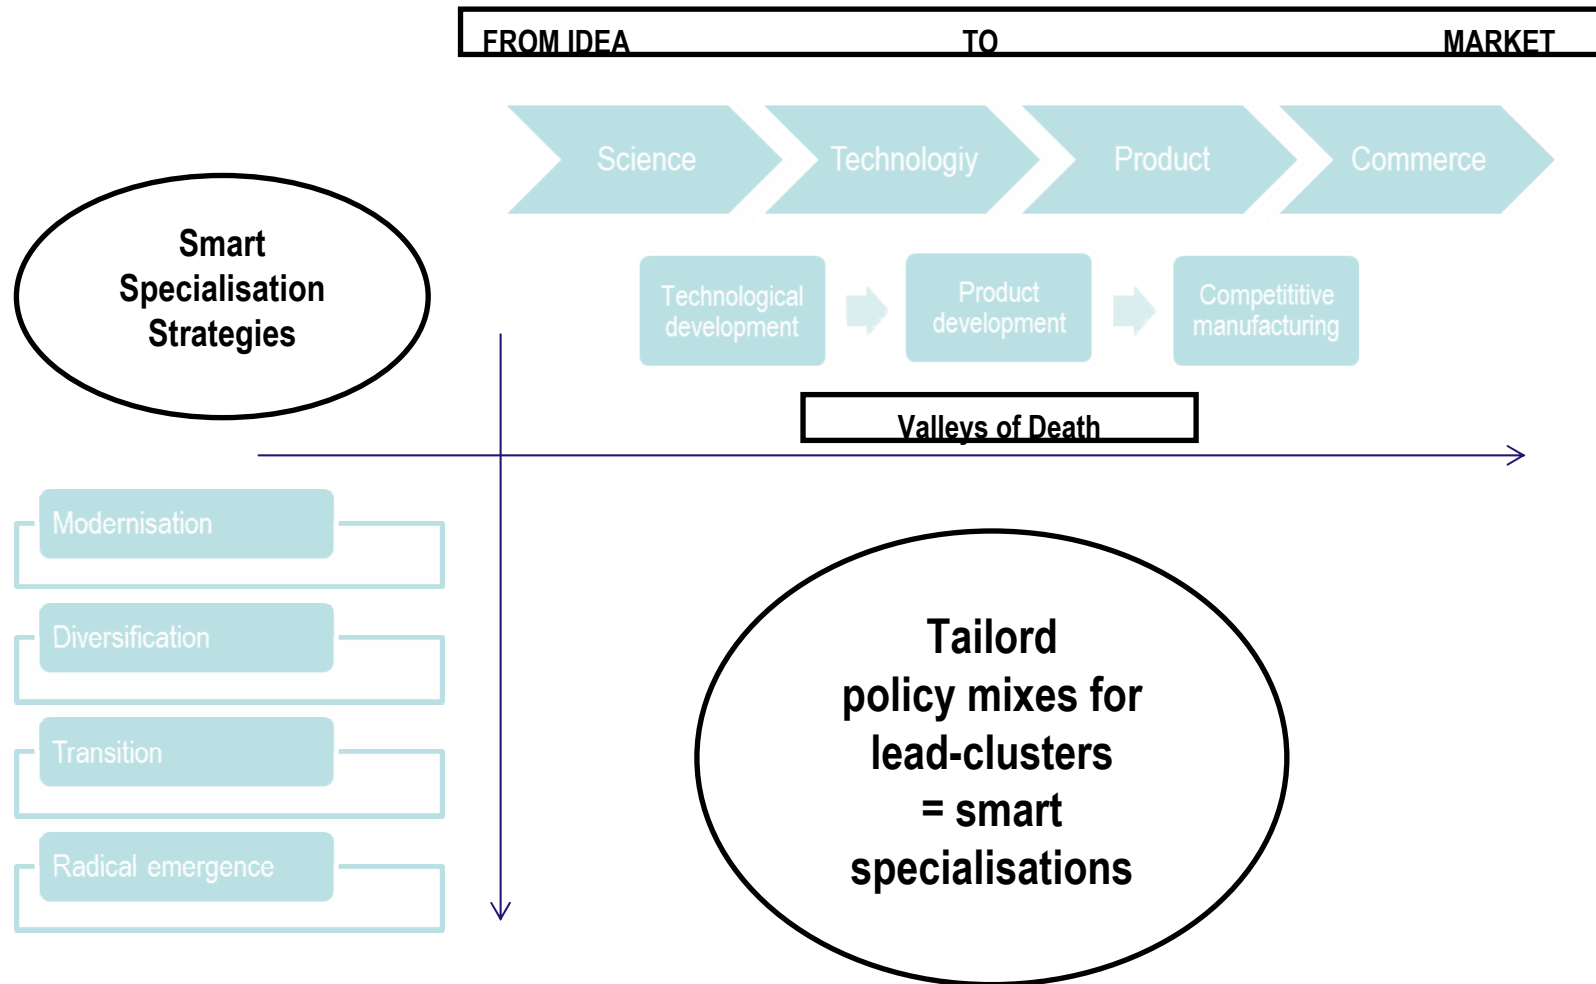 FROM IDEA TO MARKET
Science Technologiy Product Commerce
Smart
Specialisation
Strategies
Technological
development
Product
development
Competititive
manufacturing
Valleys of Death
Modernisation
Diversification
Transition
Radical emergence
Tailord
policy mixes for
lead-clusters
= smart
specialisations